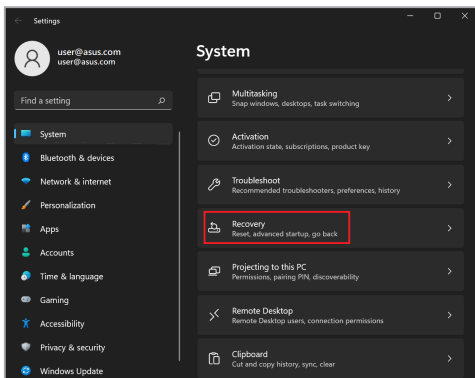 Settings
user@asus.com
user@asus.com
Find a setting
System
Bluetooth & devices
Network & internet
Personalization
Apps
Accounts
Time & language
Gaming
Accessibility
Privacy & security
Windows Update
System
Multitasking
Snap windows, desktops, task switching
Activation
Activation state, subscriptions, product key
Troubleshoot
Recommended troubleshooters, preferences, history
Recovery
Reset, advanced startup, go back
Projecting to this PC
Permissions, pairing PIN, discoverability
Remote Desktop
Remote Desktop users, connection permissions
Clipboard
Cut and copy history, sync, clear